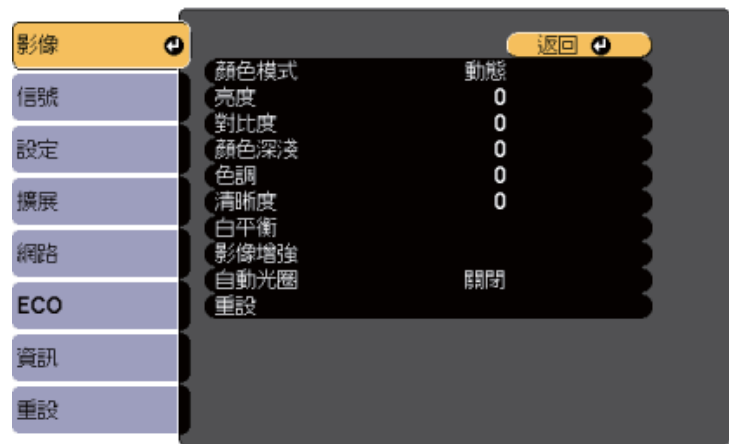 影像
信號
設定
擴展
網路
ECO
資訊
重設
返回
顏色模式 動態
亮度 0
對比度 0
顏色深淺 0
色調 0
清晰度 0
白平衡
影像增強
自動光圈 關閉
重設